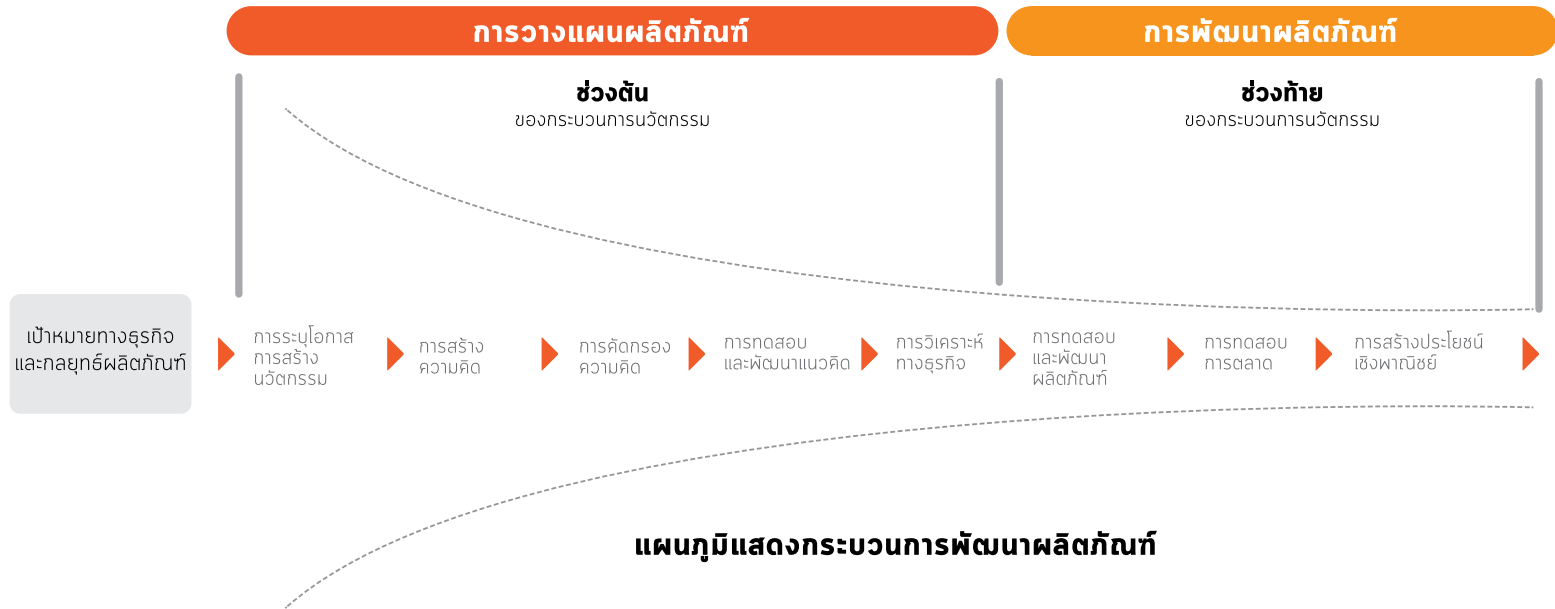 การวางแผนผลิตภัณฑ์
การพัฒนาผลิตภัณฑ์
ช่วงต้น
ของกระบวนการนวัตกรรม
ช่วงท้าย
ของกระบวนการนวัตกรรม
เป้าหมายทางธุรกิจ
และกลยุทธ์ผลิตภัณฑ์
การระบุโอกาส
การสร้าง
นวัตกรรม
การสร้าง
ความคิด
การคัดกรอง
ความคิด
การทดสอบ
และพัฒนาแนวคิด
การวิเคราะห์
ทางธุรกิจ
การทดสอบ
และพัฒนา
ผลิตภัณฑ์
การทดสอบ
การตลาด
การสร้างประโยชน์
เชิงพาณิชย์
แผนภูมิแสดงกระบวนการพัฒนาผลิตภัณฑ์